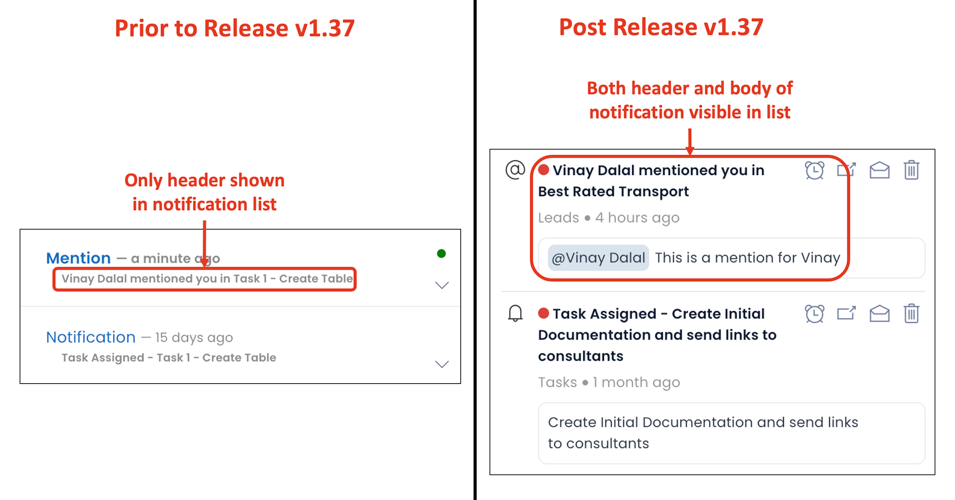 Prior to Release v1.37
Only header shown
in notification list
Mention — a minute ago
Vinay Dalal mentioned you in Task 1 - Create Table
Notification — 15 days ago
Task Assigned - Task 1 - Create Table
Post Release v1.37
Both header and body of
notification visible in list
@ Vinay Dalal mentioned you in
Best Rated Transport
Leads • 4 hours ago
@Vinay Dalal This is a mention for Vinay
Task Assigned - Create Initial
Documentation and send links to
consultants
Tasks • 1 month ago
Create Initial Documentation and send links
to consultants